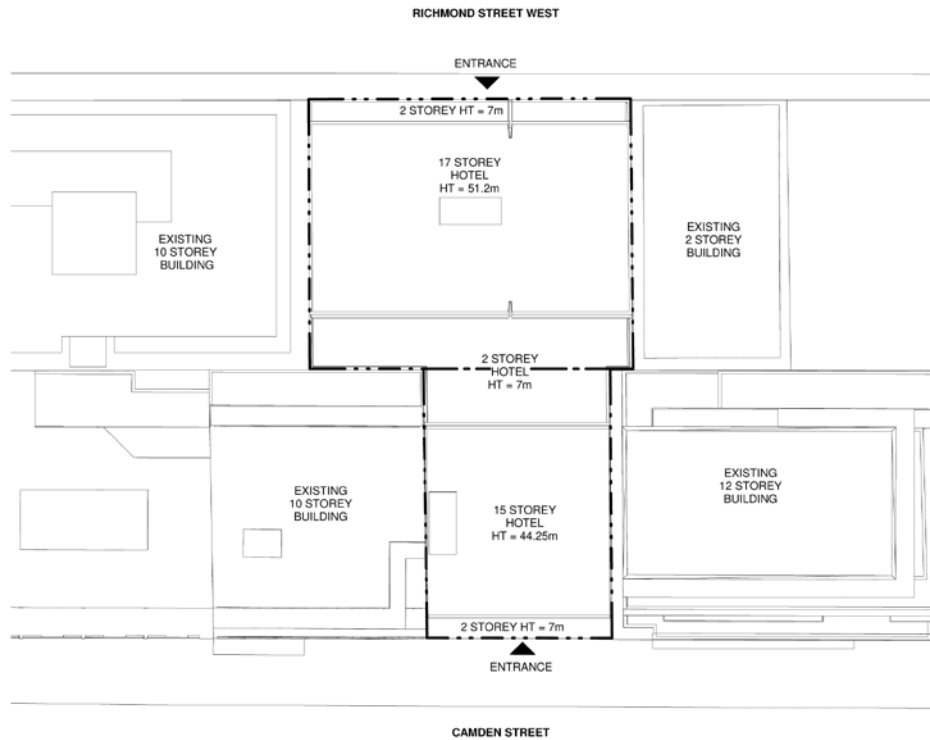 RICHMOND STREET WEST
ENTRANCE
2 STOREY HT = 7m
17 STOREY
HOTEL
HT = 51.2m
EXISTING
10 STOREY
BUILDING
EXISTING
2 STOREY
BUILDING
2 STOREY
HOTEL
HT = 7m
EXISTING
10 STOREY
BUILDING
15 STOREY
HOTEL
HT = 44.25m
EXISTING
12 STOREY
BUILDING
2 STOREY HT = 7m
ENTRANCE
CAMDEN STREET